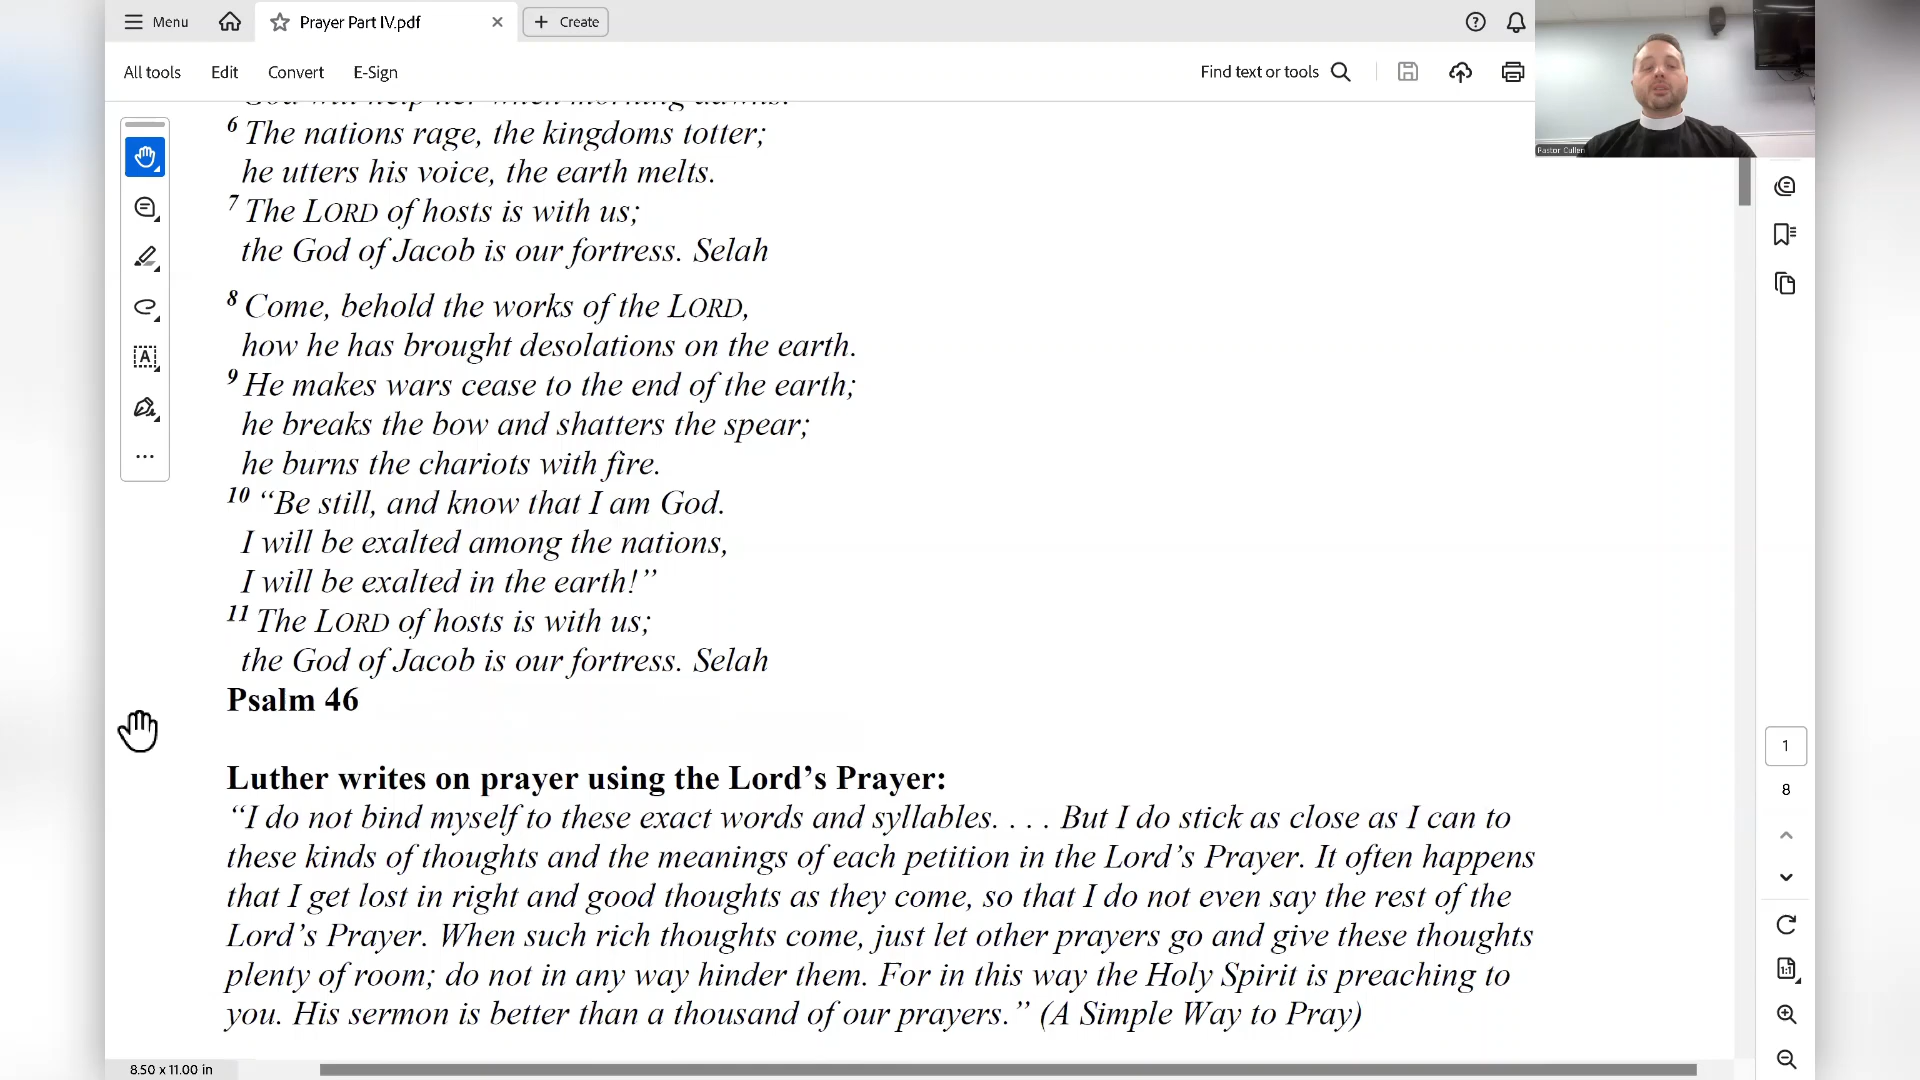 Menu
Prayer Part IV.pdf
Create
All tools
Edit
Convert
E-Sign
Find text or tools
Pastor Cullen
God will help her when morning dawns.
6 The nations rage, the kingdoms totter;
he utters his voice, the earth melts.
7 The LORD of hosts is with us;
the God of Jacob is our fortress. Selah
8 Come, behold the works of the LORD,
how he has brought desolations on the earth.
9 He makes wars cease to the end of the earth;
he breaks the bow and shatters the spear;
he burns the chariots with fire.
10 “Be still, and know that I am God.
I will be exalted among the nations,
I will be exalted in the earth!”
11 The LORD of hosts is with us;
the God of Jacob is our fortress. Selah
Psalm 46
Luther writes on prayer using the Lord’s Prayer:
“I do not bind myself to these exact words and syllables. . . . But I do stick as close as I can to
these kinds of thoughts and the meanings of each petition in the Lord’s Prayer. It often happens
that I get lost in right and good thoughts as they come, so that I do not even say the rest of the
Lord’s Prayer. When such rich thoughts come, just let other prayers go and give these thoughts
plenty of room; do not in any way hinder them. For in this way the Holy Spirit is preaching to
you. His sermon is better than a thousand of our prayers.” (A Simple Way to Pray)
1
8
8.50 x 11.00 in